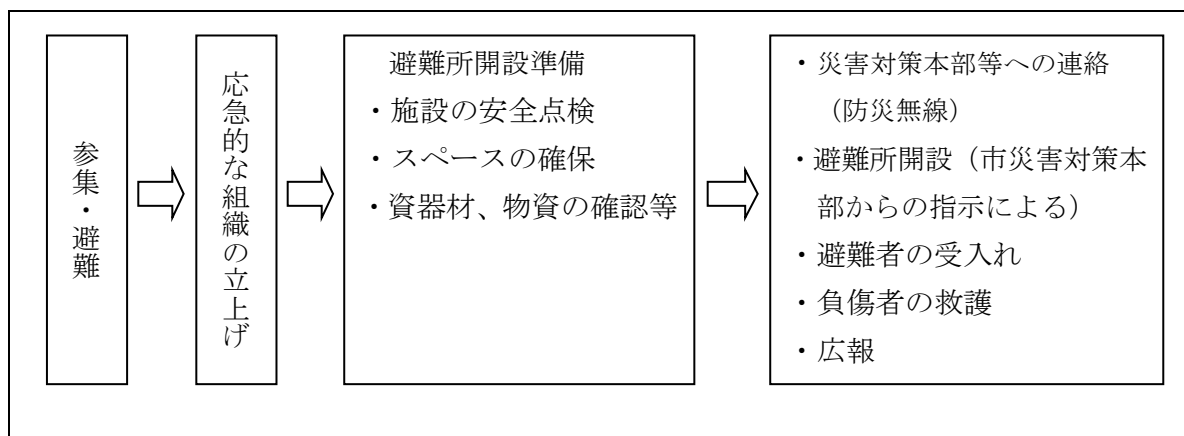 参集・避難
応急的な組織の立上げ
避難所開設準備
・施設の安全点検
・スペースの確保
・資器材、物資の確認等
・災害対策本部等への連絡
（防災無線）
・避難所開設（市災害対策本
部からの指示による）
・避難者の受入れ
・負傷者の救護
・広報